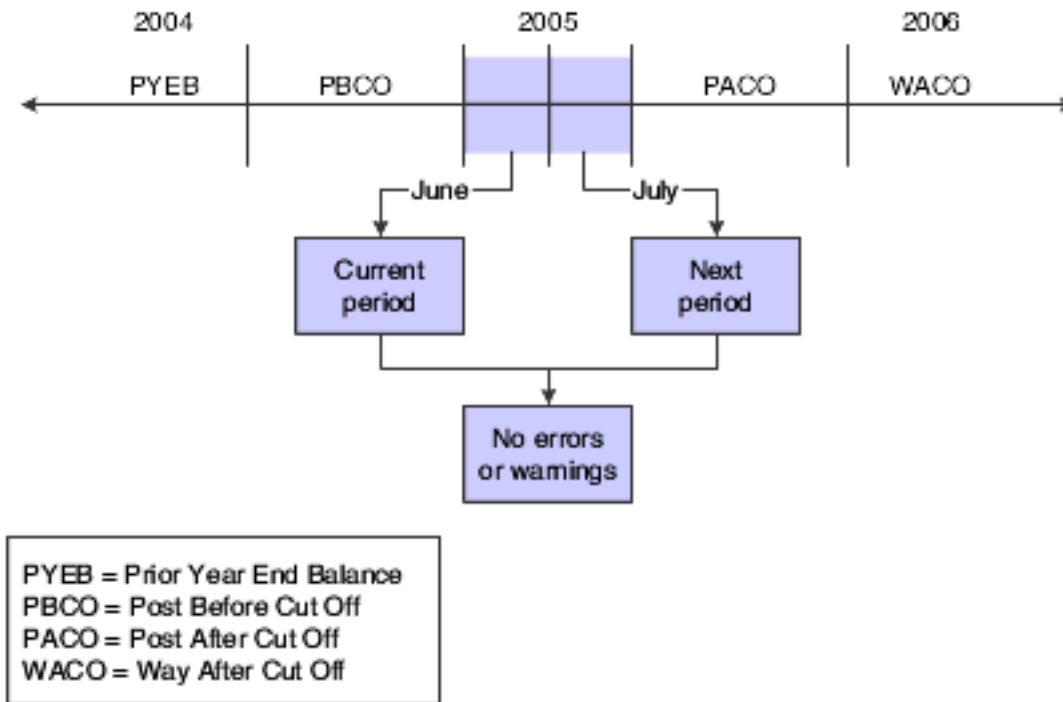 2004 2005 2006
PYEB PBCO PACO WACO
June July
Current
period
Next
period
No errors
or warnings
PYEB = Prior Year End Balance
PBCO = Post Before Cut Off
PACO = Post After Cut Off
WACO = Way After Cut Off